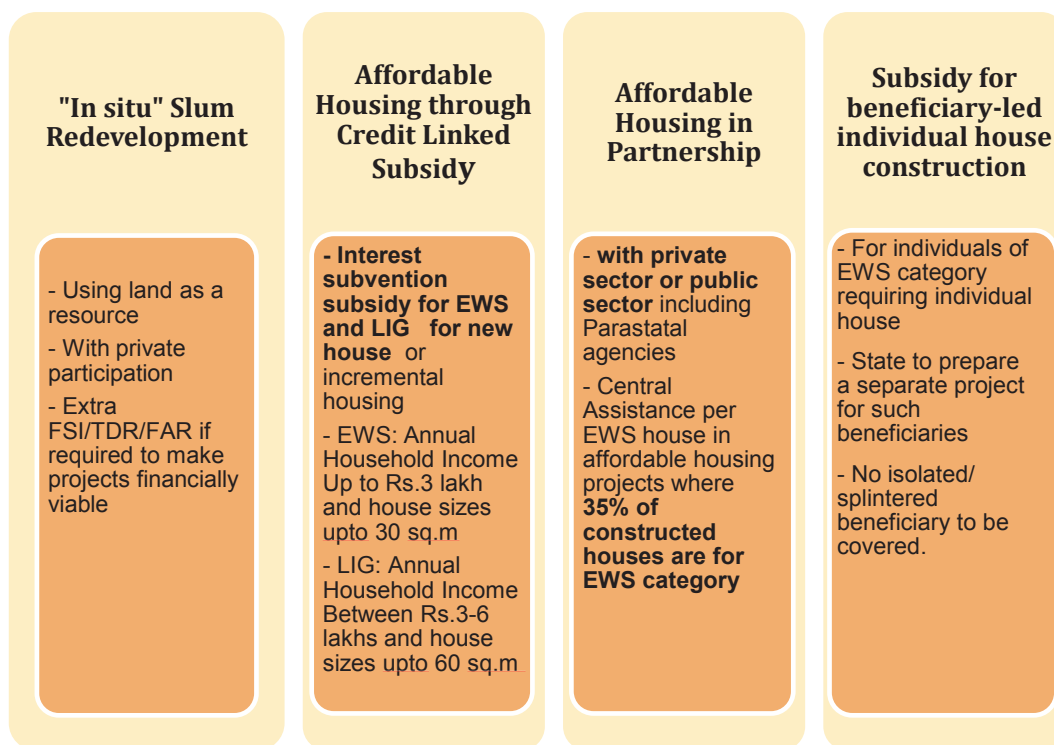 "In situ" Slum
Redevelopment
- Using land as a
resource
- With private
participation
- Extra
FSI/TDR/FAR if
required to make
projects financially
viable
Affordable
Housing through
Credit Linked
Subsidy
- Interest
subvention
subsidy for EWS
and LIG for new
house or
incremental
housing
- EWS: Annual
Household Income
Up to Rs.3 lakh
and house sizes
upto 30 sq.m
- LIG: Annual
Household Income
Between Rs.3-6
lakhs and house
sizes upto 60 sq.m
Affordable
Housing in
Partnership
- with private
sector or public
sector including
Parastatal
agencies
- Central
Assistance per
EWS house in
affordable housing
projects where
35% of
constructed
houses are for
EWS category
Subsidy for
beneficiary-led
individual house
construction
- For individuals of
EWS category
requiring individual
house
- State to prepare
a separate project
for such
beneficiaries
- No isolated/
splintered
beneficiary to be
covered.